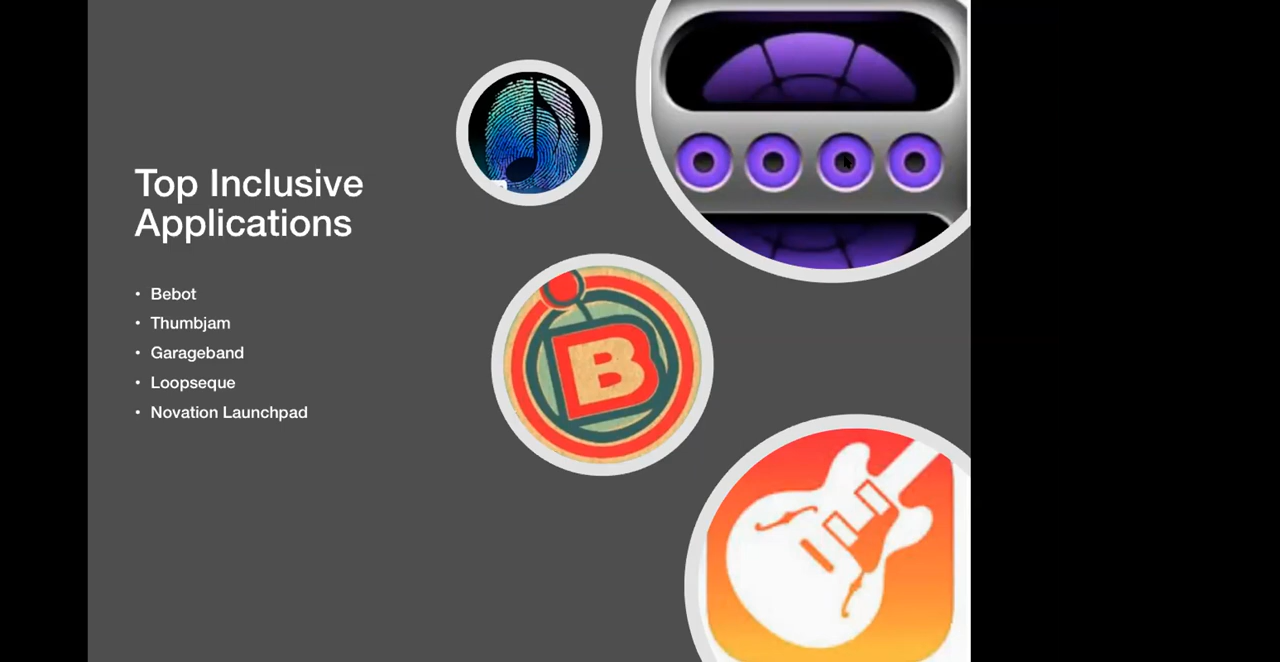 Top Inclusive
Applications
• Bebot
• Thumbjam
• Garageband
• Loopseque
• Novation Launchpad
B